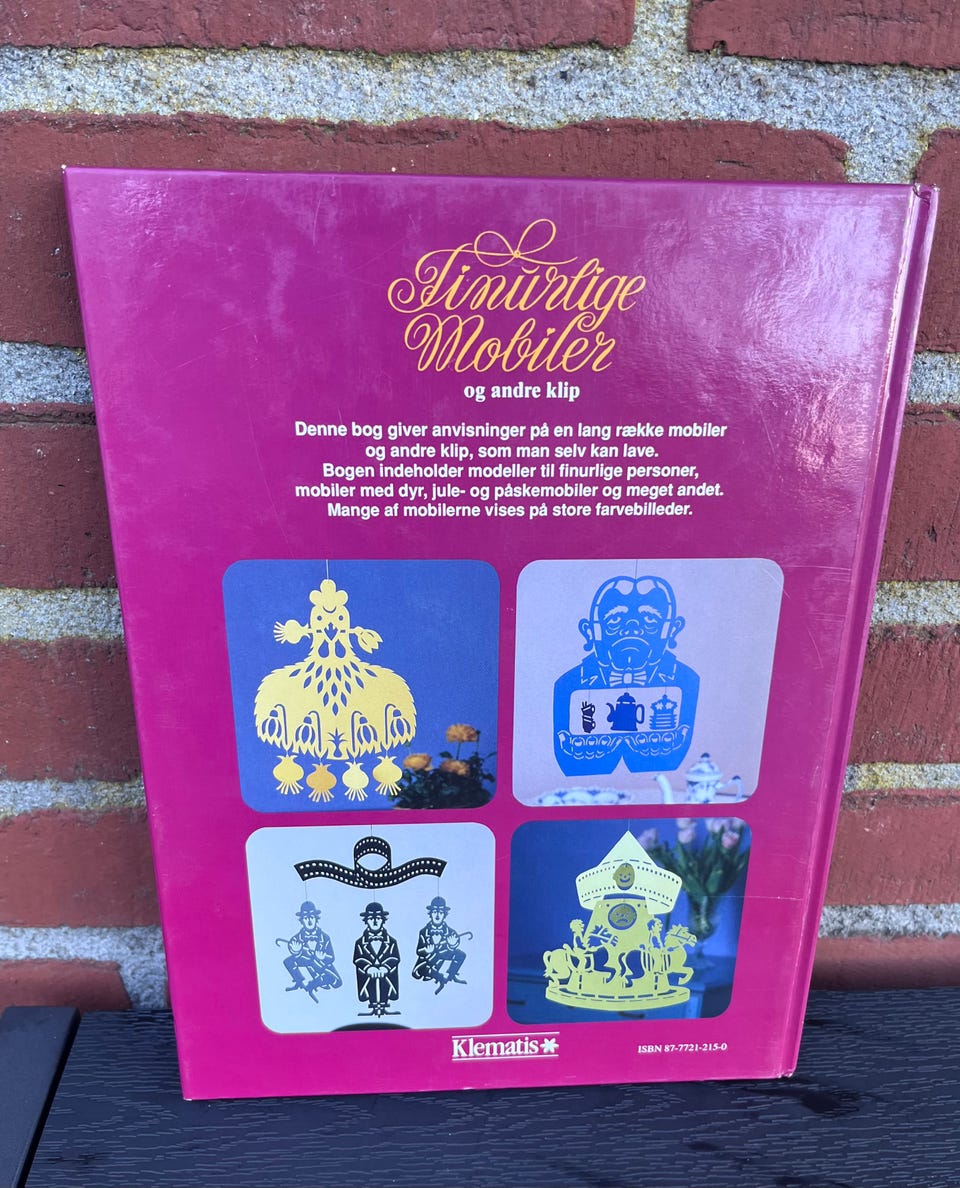 Finurlige
Mobiler
og andre klip
Denne bog giver anvisninger på en lang række mobiler
og andre klip, som man selv kan lave.
Bogen indeholder modeller til finurlige personer,
mobiler med dyr, jule- og påskemobiler og meget andet.
Mange af mobilerne vises på store farvebilleder.
Klematis
ISBN 87-7721-215-0